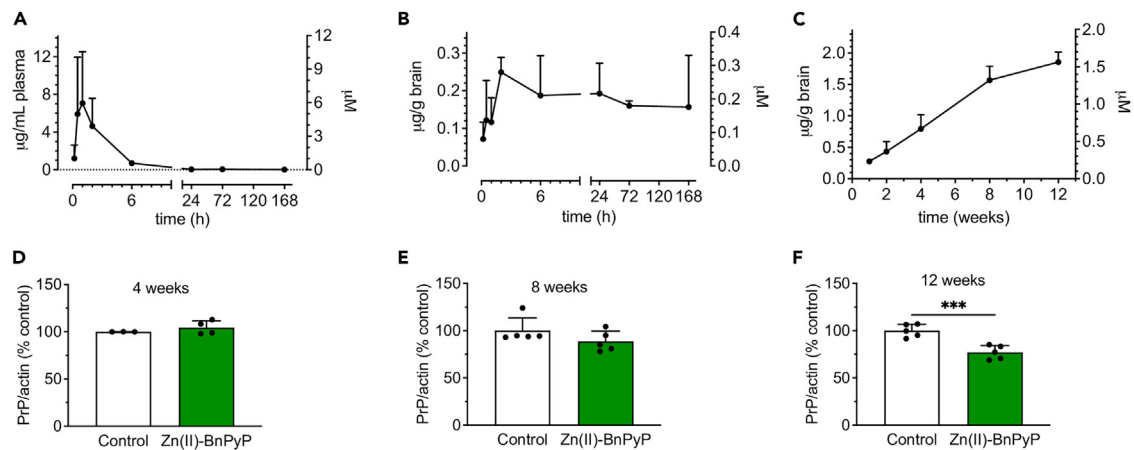 A
μg/mL plasma
12
8
4
0
12
9
6
3
0
μM
0 6 24 72 120 168
time (h)
B
μg/g brain
0.3
0.2
0.1
0.0
0.4
0.3
0.2
0.1
0.0
μM
0 6 24 72 120 168
time (h)
C
μg/g brain
2.0
1.5
1.0
0.5
0.0
2.0
1.5
1.0
0.5
0.0
μM
0 2 4 6 8 10 12
time (weeks)
D
4 weeks
PrP/actin (% control)
150
100
50
0
Control Zn(II)-BnPyP
E
8 weeks
PrP/actin (% control)
150
100
50
0
Control Zn(II)-BnPyP
F
12 weeks
***
PrP/actin (% control)
150
100
50
0
Control Zn(II)-BnPyP